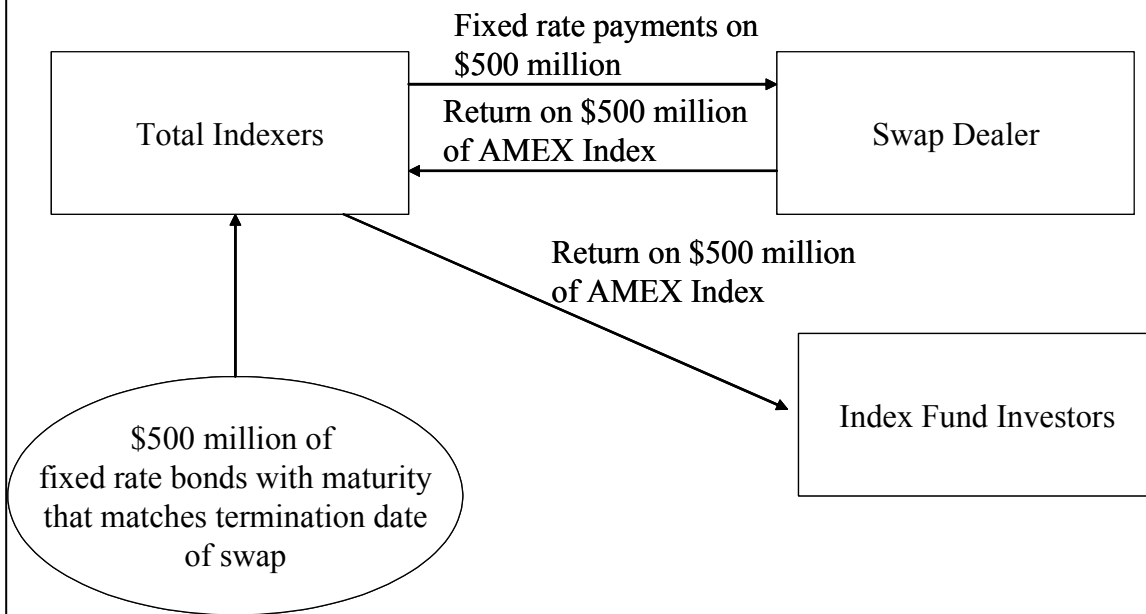 Fixed rate payments on
$500 million
Total Indexers
Return on $500 million
of AMEX Index
Swap Dealer
Return on $500 million
of AMEX Index
Index Fund Investors
$500 million of
fixed rate bonds with maturity
that matches termination date
of swap